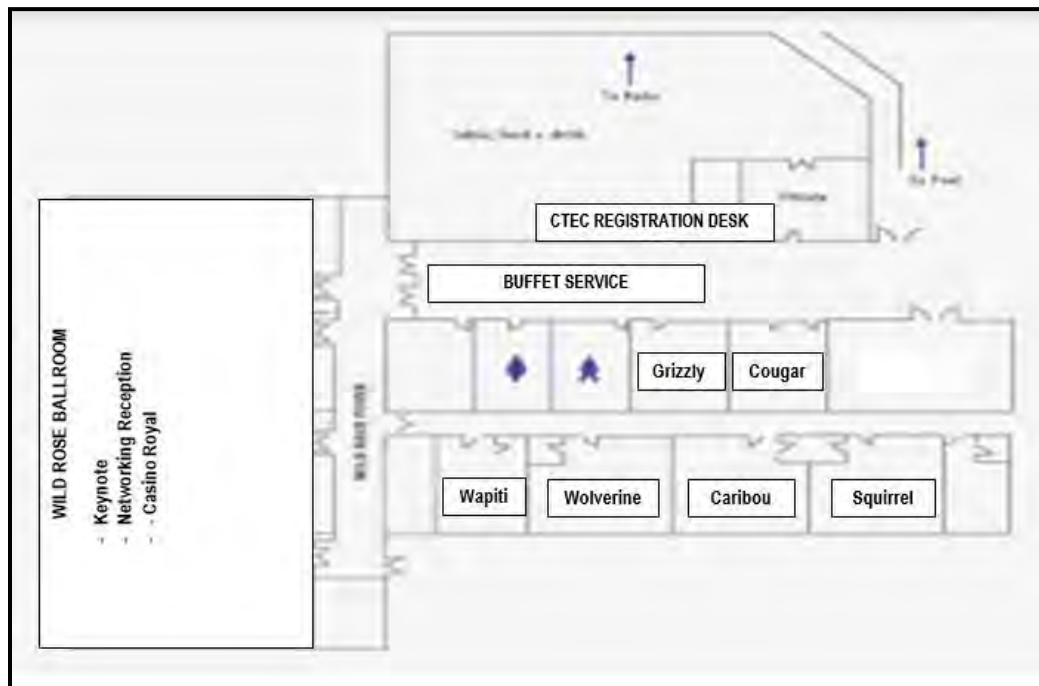 CTEC REGISTRATION DESK
BUFFET SERVICE
WILD ROSE BALLROOM
- Keynote
- Networking Reception
- Casino Royal
Grizzly
Cougar
Wapiti
Wolverine
Caribou
Squirrel